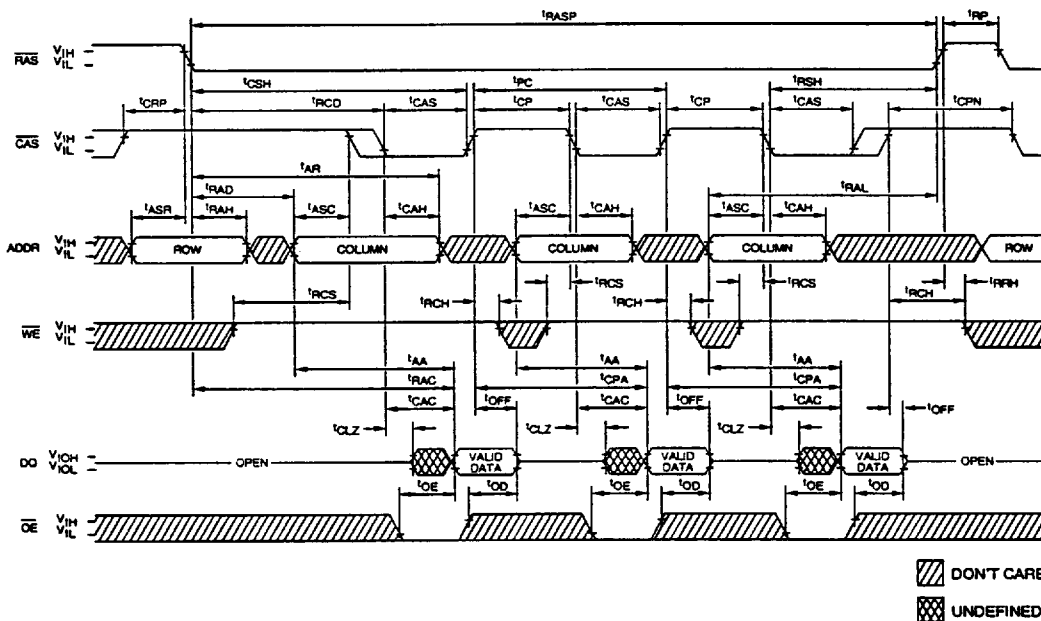 tRASP tRP
RAS VIH
VIL
tCSH tPC tRSH
tCRP tRCD tCAS tCP tCAS tCP tCAS tCPN
CAS VIH
VIL
tAR
tRAD tRAL
tASR tRAH tASC tCAH tASC tCAH tASC tCAH
ADDR VIH
VIL
ROW COLUMN COLUMN COLUMN ROW
tRCS tRCH tRCS tRCH tRCS tRCH tRRH
WE VIH
VIL
tAA tAA tAA
tRAC tCPA tCPA
tCAC tOFF tCAC tOFF tCAC tOFF
tCLZ tCLZ tCLZ
DQ VIOH
VIOL
OPEN VALID DATA VALID DATA VALID DATA OPEN
tOE tOD tOE tOD tOE tOD
OE VIH
VIL
DON'T CARE
UNDEFINED